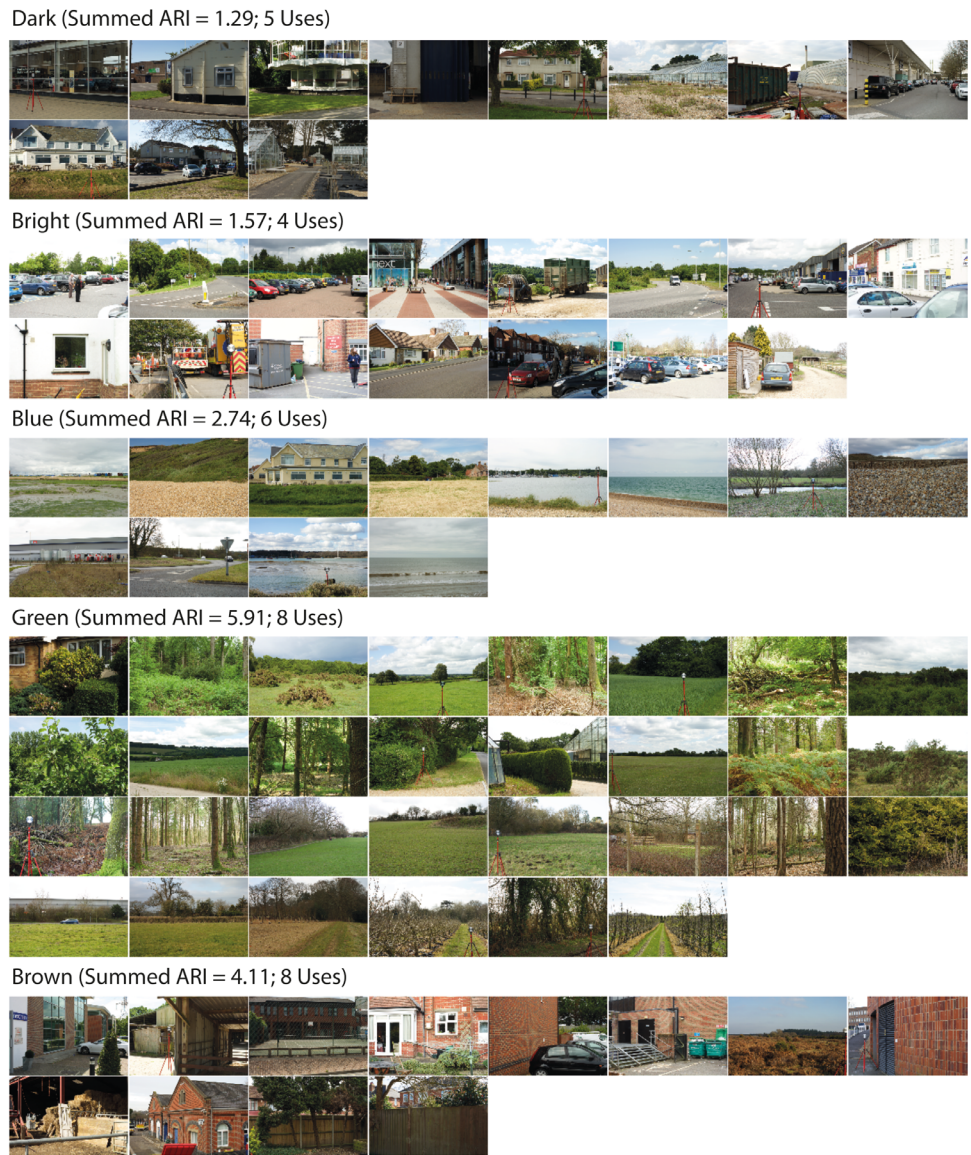 Dark (Summed ARI = 1.29; 5 Uses)
Bright (Summed ARI = 1.57; 4 Uses)
next
Blue (Summed ARI = 2.74; 6 Uses)
Green (Summed ARI = 5.91; 8 Uses)
Brown (Summed ARI = 4.11; 8 Uses)